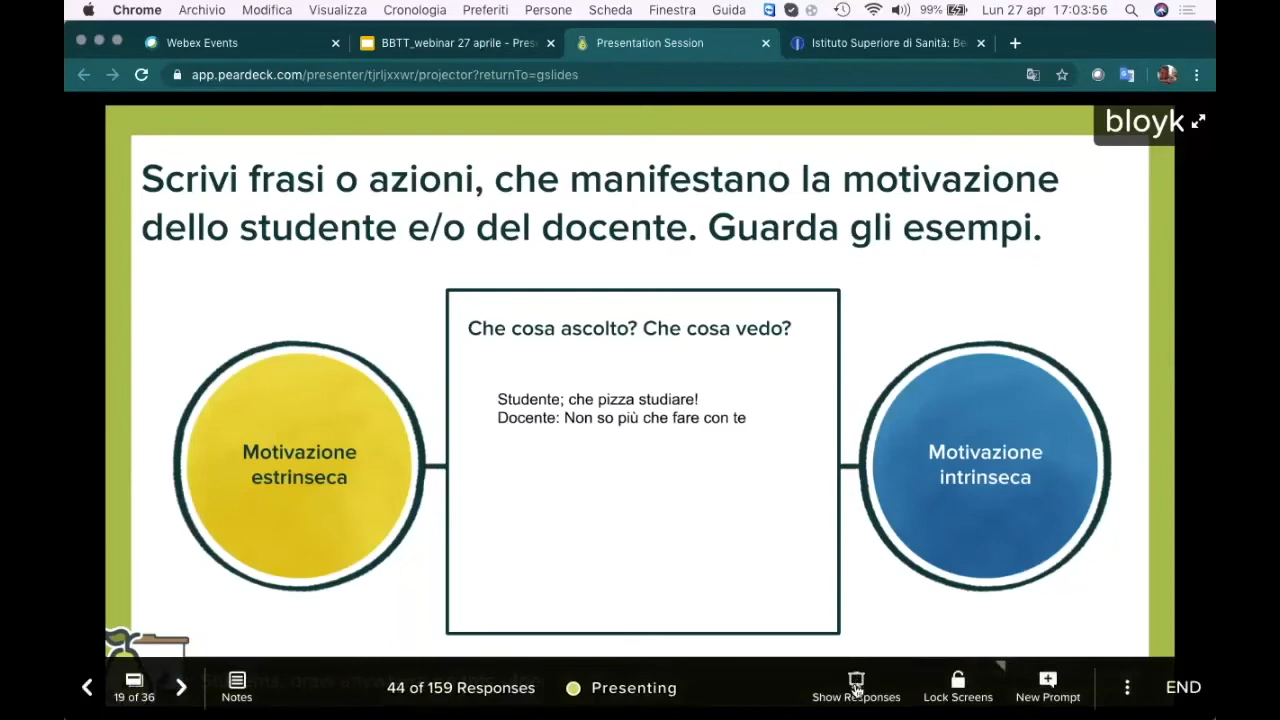 Chrome Archivio Modifica Visualizza Cronologia Preferiti Persone Scheda Finestra Guida 99% Lun 27 apr 17:03:56
Webex Events BBTT_webinar 27 aprile - Pres Presentation Session Istituto Superiore di Sanità: Be
app.peardeck.com/presenter/tjrljxxwr/projector?returnTo=gslides
bloyk
Scrivi frasi o azioni, che manifestano la motivazione
dello studente e/o del docente. Guarda gli esempi.
Che cosa ascolto? Che cosa vedo?
Studente; che pizza studiare!
Docente: Non so più che fare con te
Motivazione
estrinseca
Motivazione
intrinseca
19 of 36
Notes
44 of 159 Responses
Presenting
Show Responses
Lock Screens
New Prompt
END